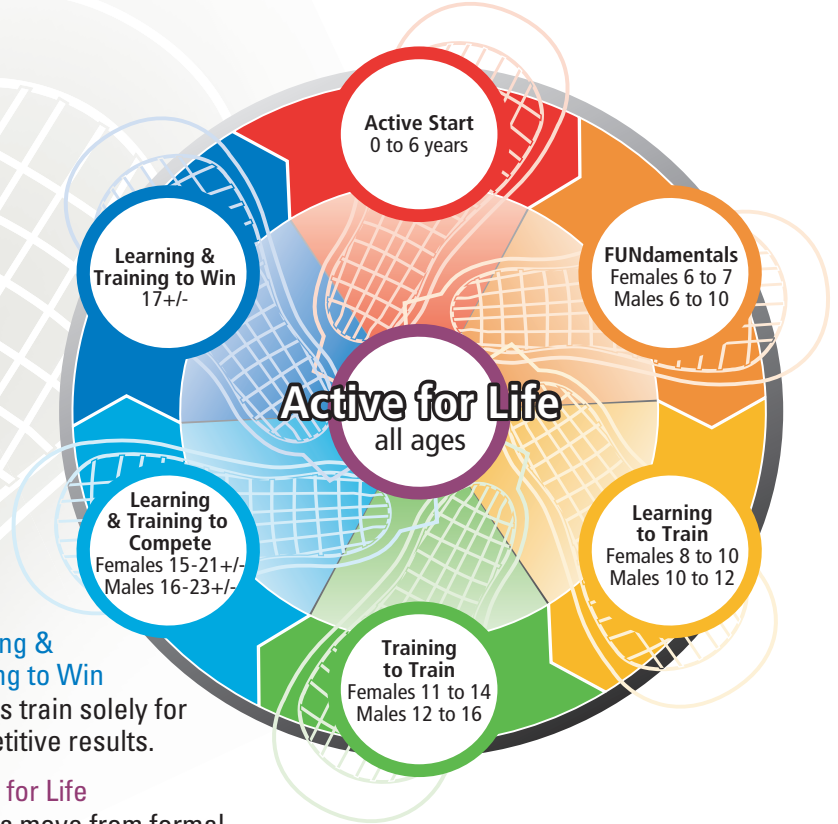 Active Start
0 to 6 years
FUNdamentals
Females 6 to 7
Males 6 to 10
Learning
to Train
Females 8 to 10
Males 10 to 12
Training
to Train
Females 11 to 14
Males 12 to 16
Learning
& Training to
Compete
Females 15-21+/-
Males 16-23+/-
Learning &
Training to Win
17+/-
Active for Life
all ages
ng &
ng to Win
s train solely for
etitive results.
for Life
move from formal